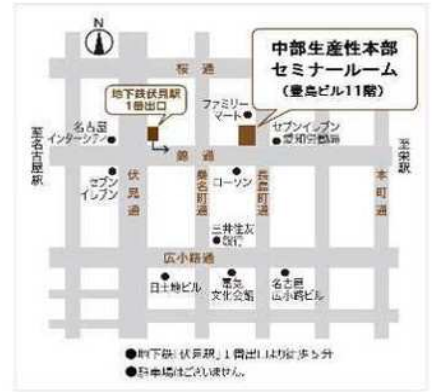 N
中部生産性本部
セミナールーム
(豊島ビル11階)
桜通
地下鉄伏見駅
1番出口
ファミリー
マート
名古屋
インターシティ
セブンイレブン
愛知労働局
至名古屋駅
至栄駅
錦通
セブン
イレブン
伏見通
桑名町通
ローソン
長島町通
本町通
三井住友
銀行
広小路通
日土地ビル
電気
文化会館
名古屋
広小路ビル
●地下鉄「伏見駅」1番出口より徒歩5分
●駐車場はございません。